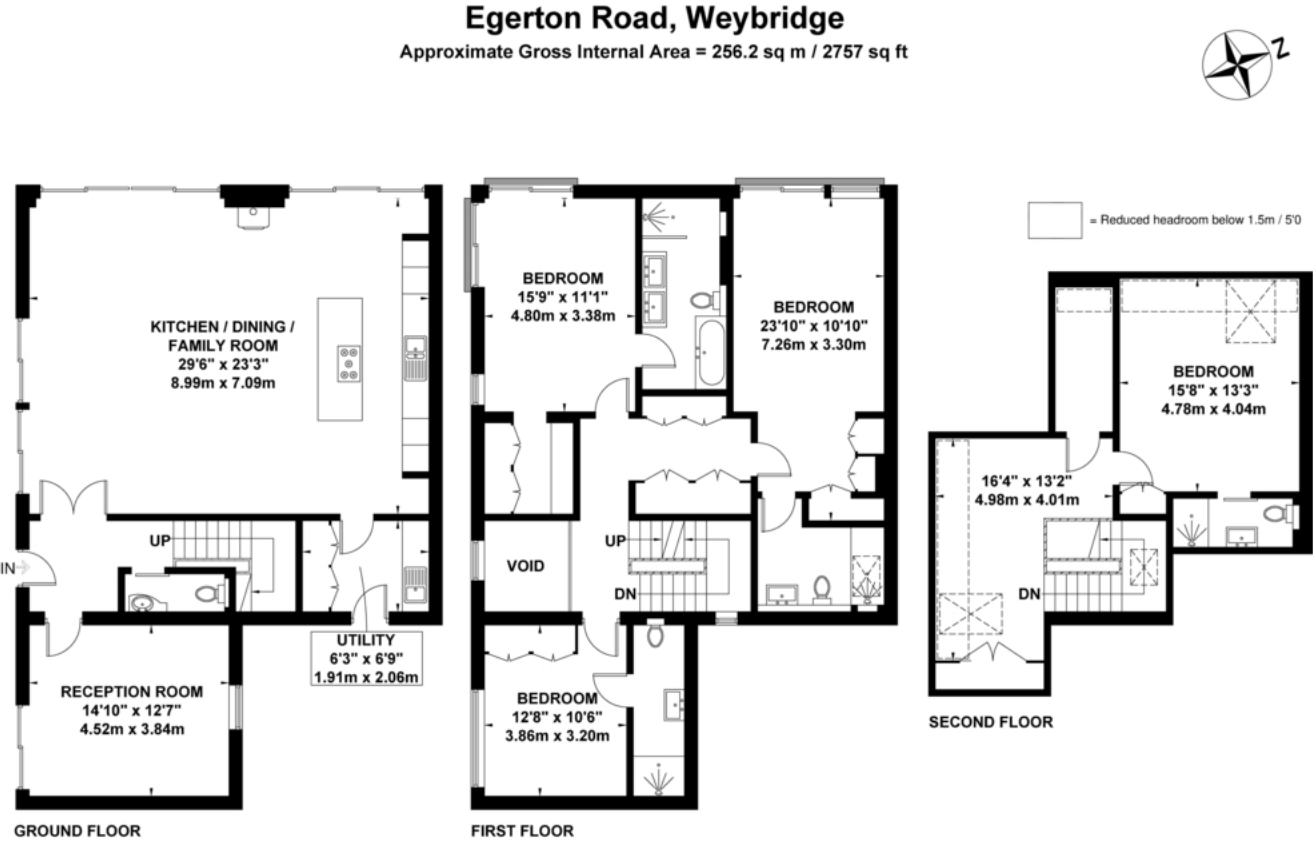 Egerton Road, Weybridge
Approximate Gross Internal Area = 256.2 sq m / 2757 sq ft
N
= Reduced headroom below 1.5m / 5'0
KITCHEN / DINING /
FAMILY ROOM
29'6" x 23'3"
8.99m x 7.09m
UP
IN
UTILITY
6'3" x 6'9"
1.91m x 2.06m
RECEPTION ROOM
14'10" x 12'7"
4.52m x 3.84m
GROUND FLOOR
BEDROOM
15'9" x 11'1"
4.80m x 3.38m
BEDROOM
23'10" x 10'10"
7.26m x 3.30m
VOID
UP
DN
BEDROOM
12'8" x 10'6"
3.86m x 3.20m
FIRST FLOOR
BEDROOM
15'8" x 13'3"
4.78m x 4.04m
16'4" x 13'2"
4.98m x 4.01m
DN
SECOND FLOOR